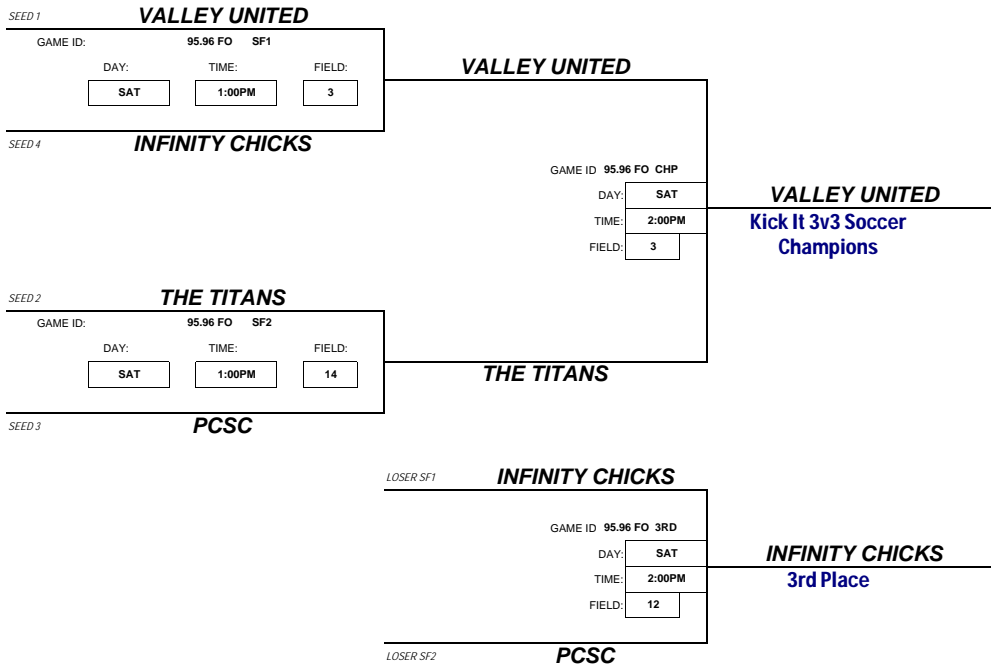 SEED 1 VALLEY UNITED
GAME ID: 95.96 FO SF1
DAY: TIME: FIELD:
SAT 1:00PM 3
VALLEY UNITED
SEED 4 INFINITY CHICKS
GAME ID 95.96 FO CHP
DAY: SAT
TIME: 2:00PM
FIELD: 3
VALLEY UNITED
Kick It 3v3 Soccer
Champions
SEED 2 THE TITANS
GAME ID: 95.96 FO SF2
DAY: TIME: FIELD:
SAT 1:00PM 14
THE TITANS
SEED 3 PCSC
LOSER SF1 INFINITY CHICKS
GAME ID 95.96 FO 3RD
DAY: SAT
TIME: 2:00PM
FIELD: 12
INFINITY CHICKS
3rd Place
LOSER SF2 PCSC